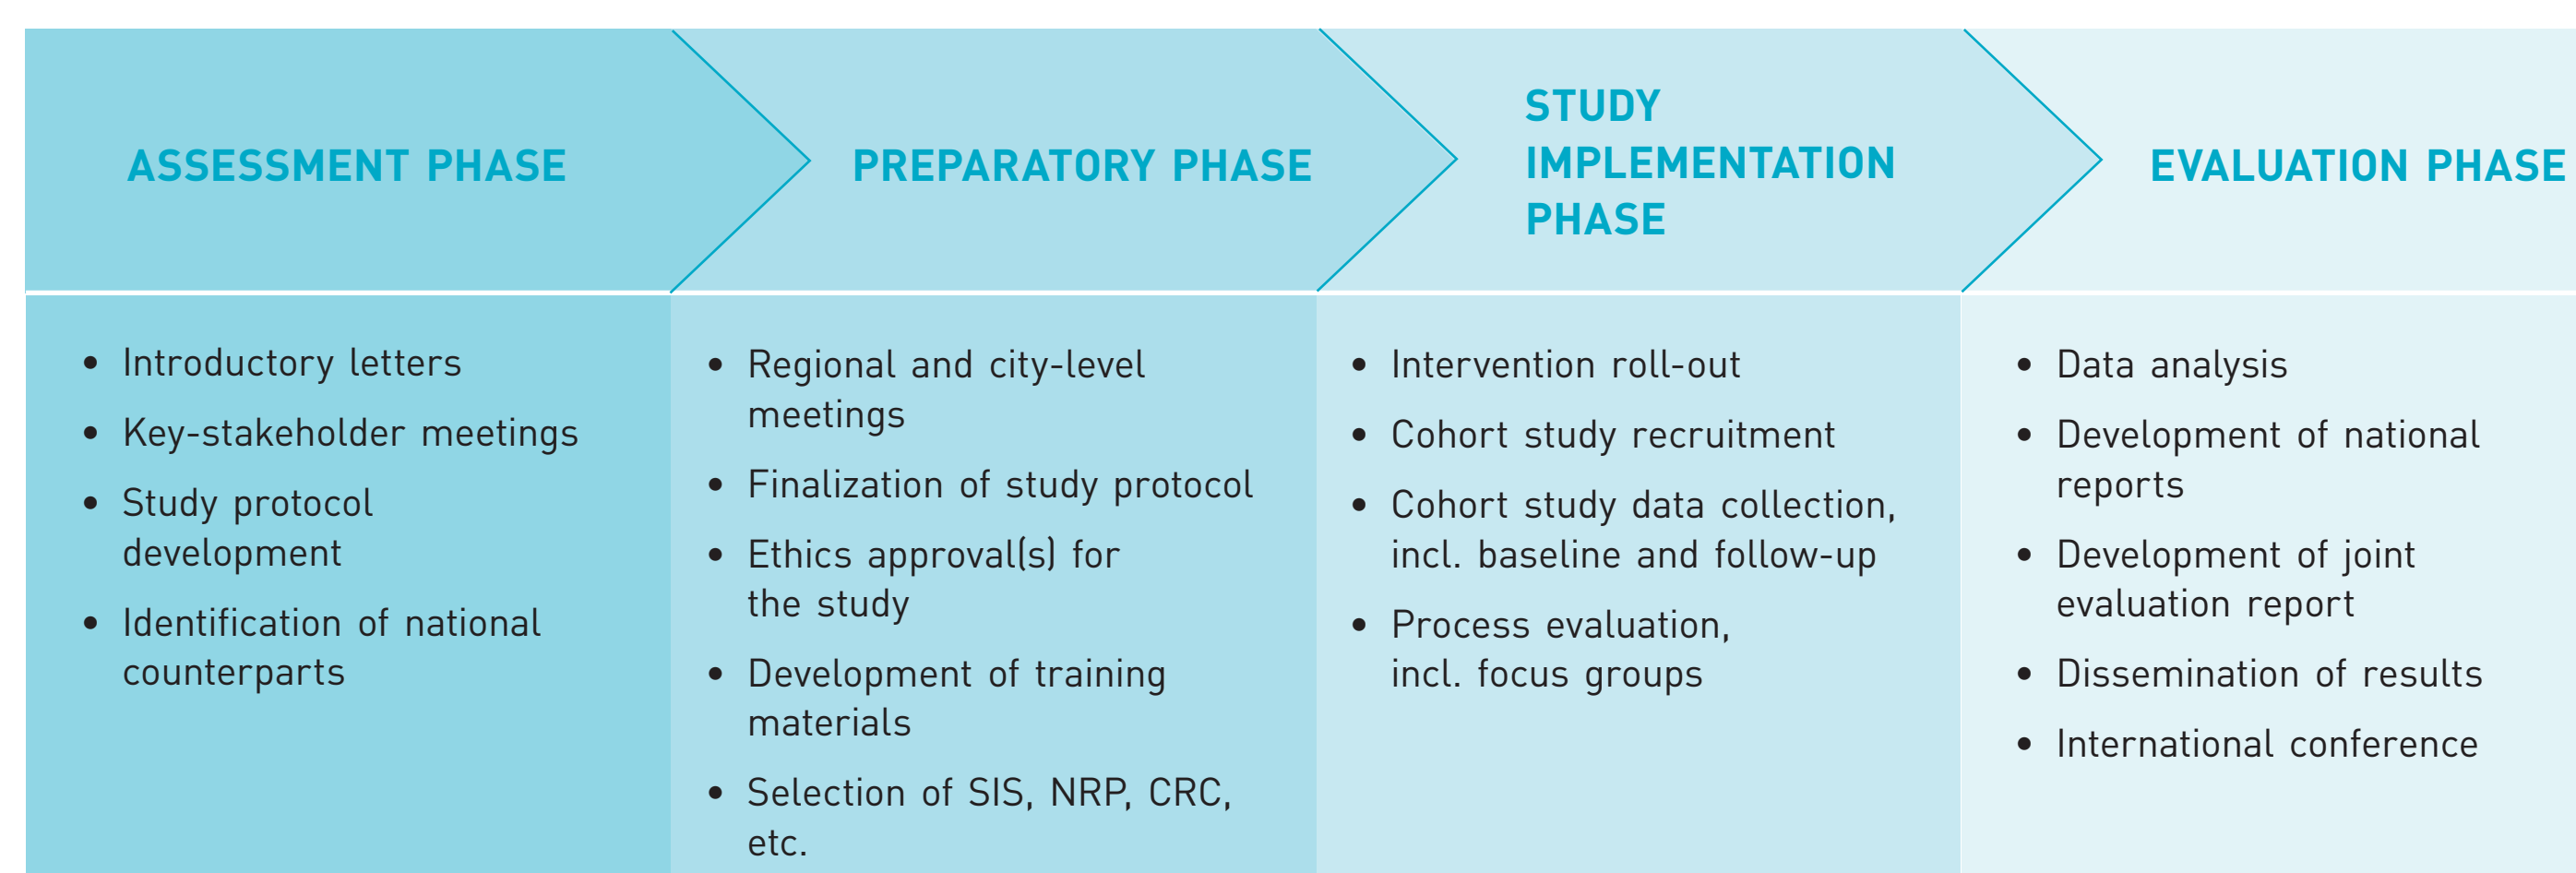 ASSESSMENT PHASE
PREPARATORY PHASE
STUDY
IMPLEMENTATION
PHASE
EVALUATION PHASE
• Introductory letters
• Key-stakeholder meetings
• Study protocol
development
• Identification of national
counterparts
• Regional and city-level
meetings
• Finalization of study protocol
• Ethics approval(s) for
the study
• Development of training
materials
• Selection of SIS, NRP, CRC,
etc.
• Intervention roll-out
• Cohort study recruitment
• Cohort study data collection,
incl. baseline and follow-up
• Process evaluation,
incl. focus groups
• Data analysis
• Development of national
reports
• Development of joint
evaluation report
• Dissemination of results
• International conference